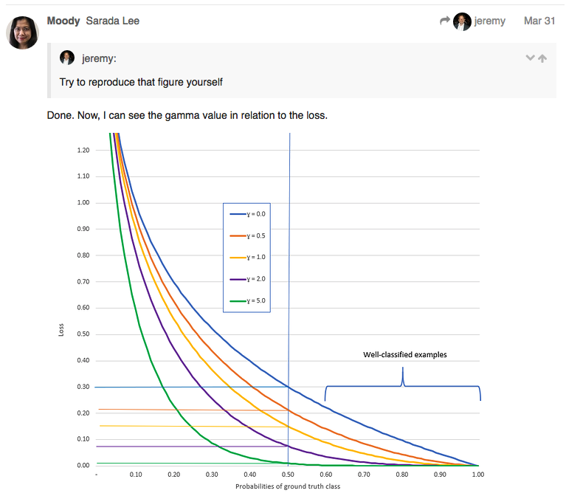 Moody Sarada Lee
jeremy Mar 31
jeremy:
Try to reproduce that figure yourself
Done. Now, I can see the gamma value in relation to the loss.
1.20
1.10
1.00
0.90
0.80
0.70
0.60
0.50
0.40
0.30
0.20
0.10
0.00
Loss
γ = 0.0
γ = 0.5
γ = 1.0
γ = 2.0
γ = 5.0
Well-classified examples
- 0.10 0.20 0.30 0.40 0.50 0.60 0.70 0.80 0.90 1.00
Probabilities of ground truth class